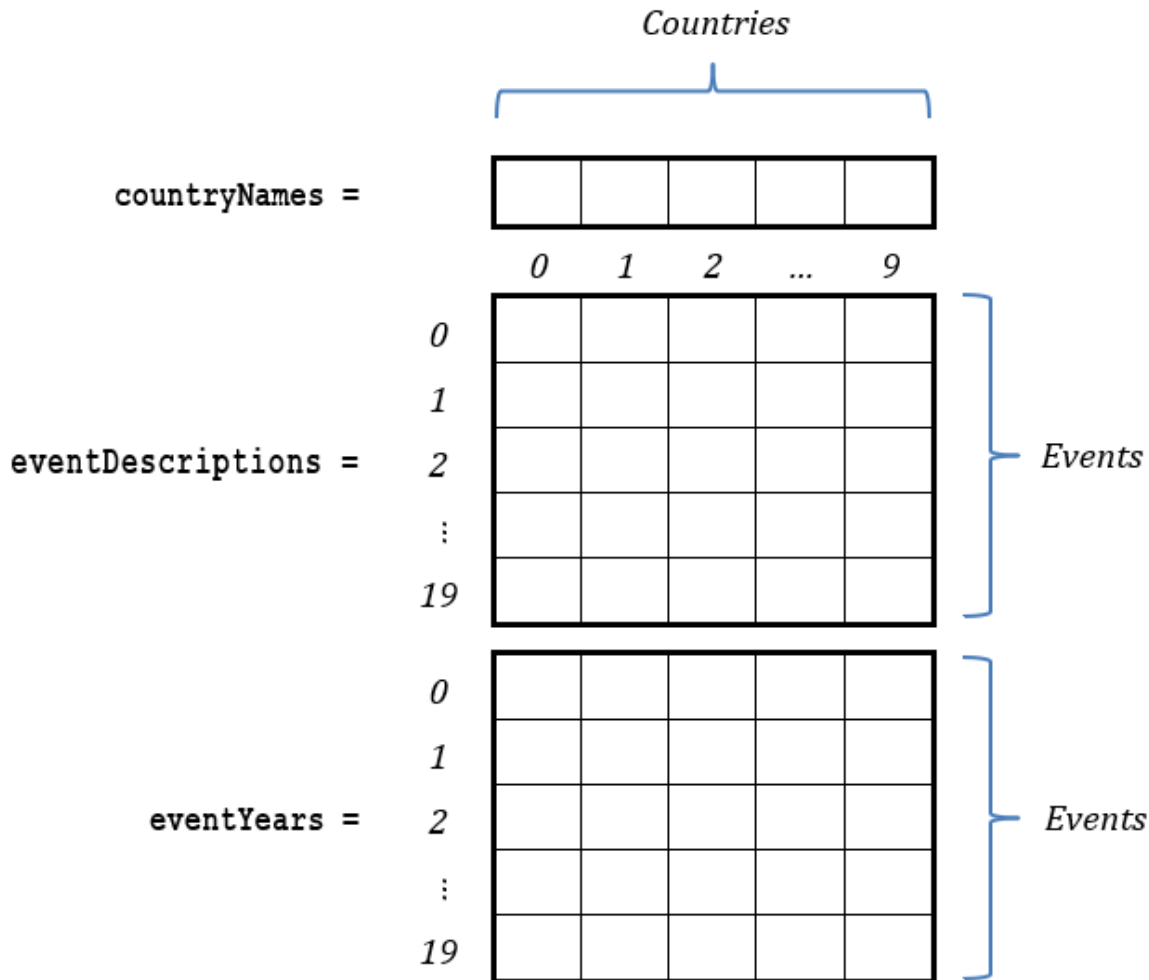 Countries
countryNames =
0 1 2 ... 9
0
1
eventDescriptions = 2 Events
⋮
19
0
1
eventYears = 2 Events
⋮
19